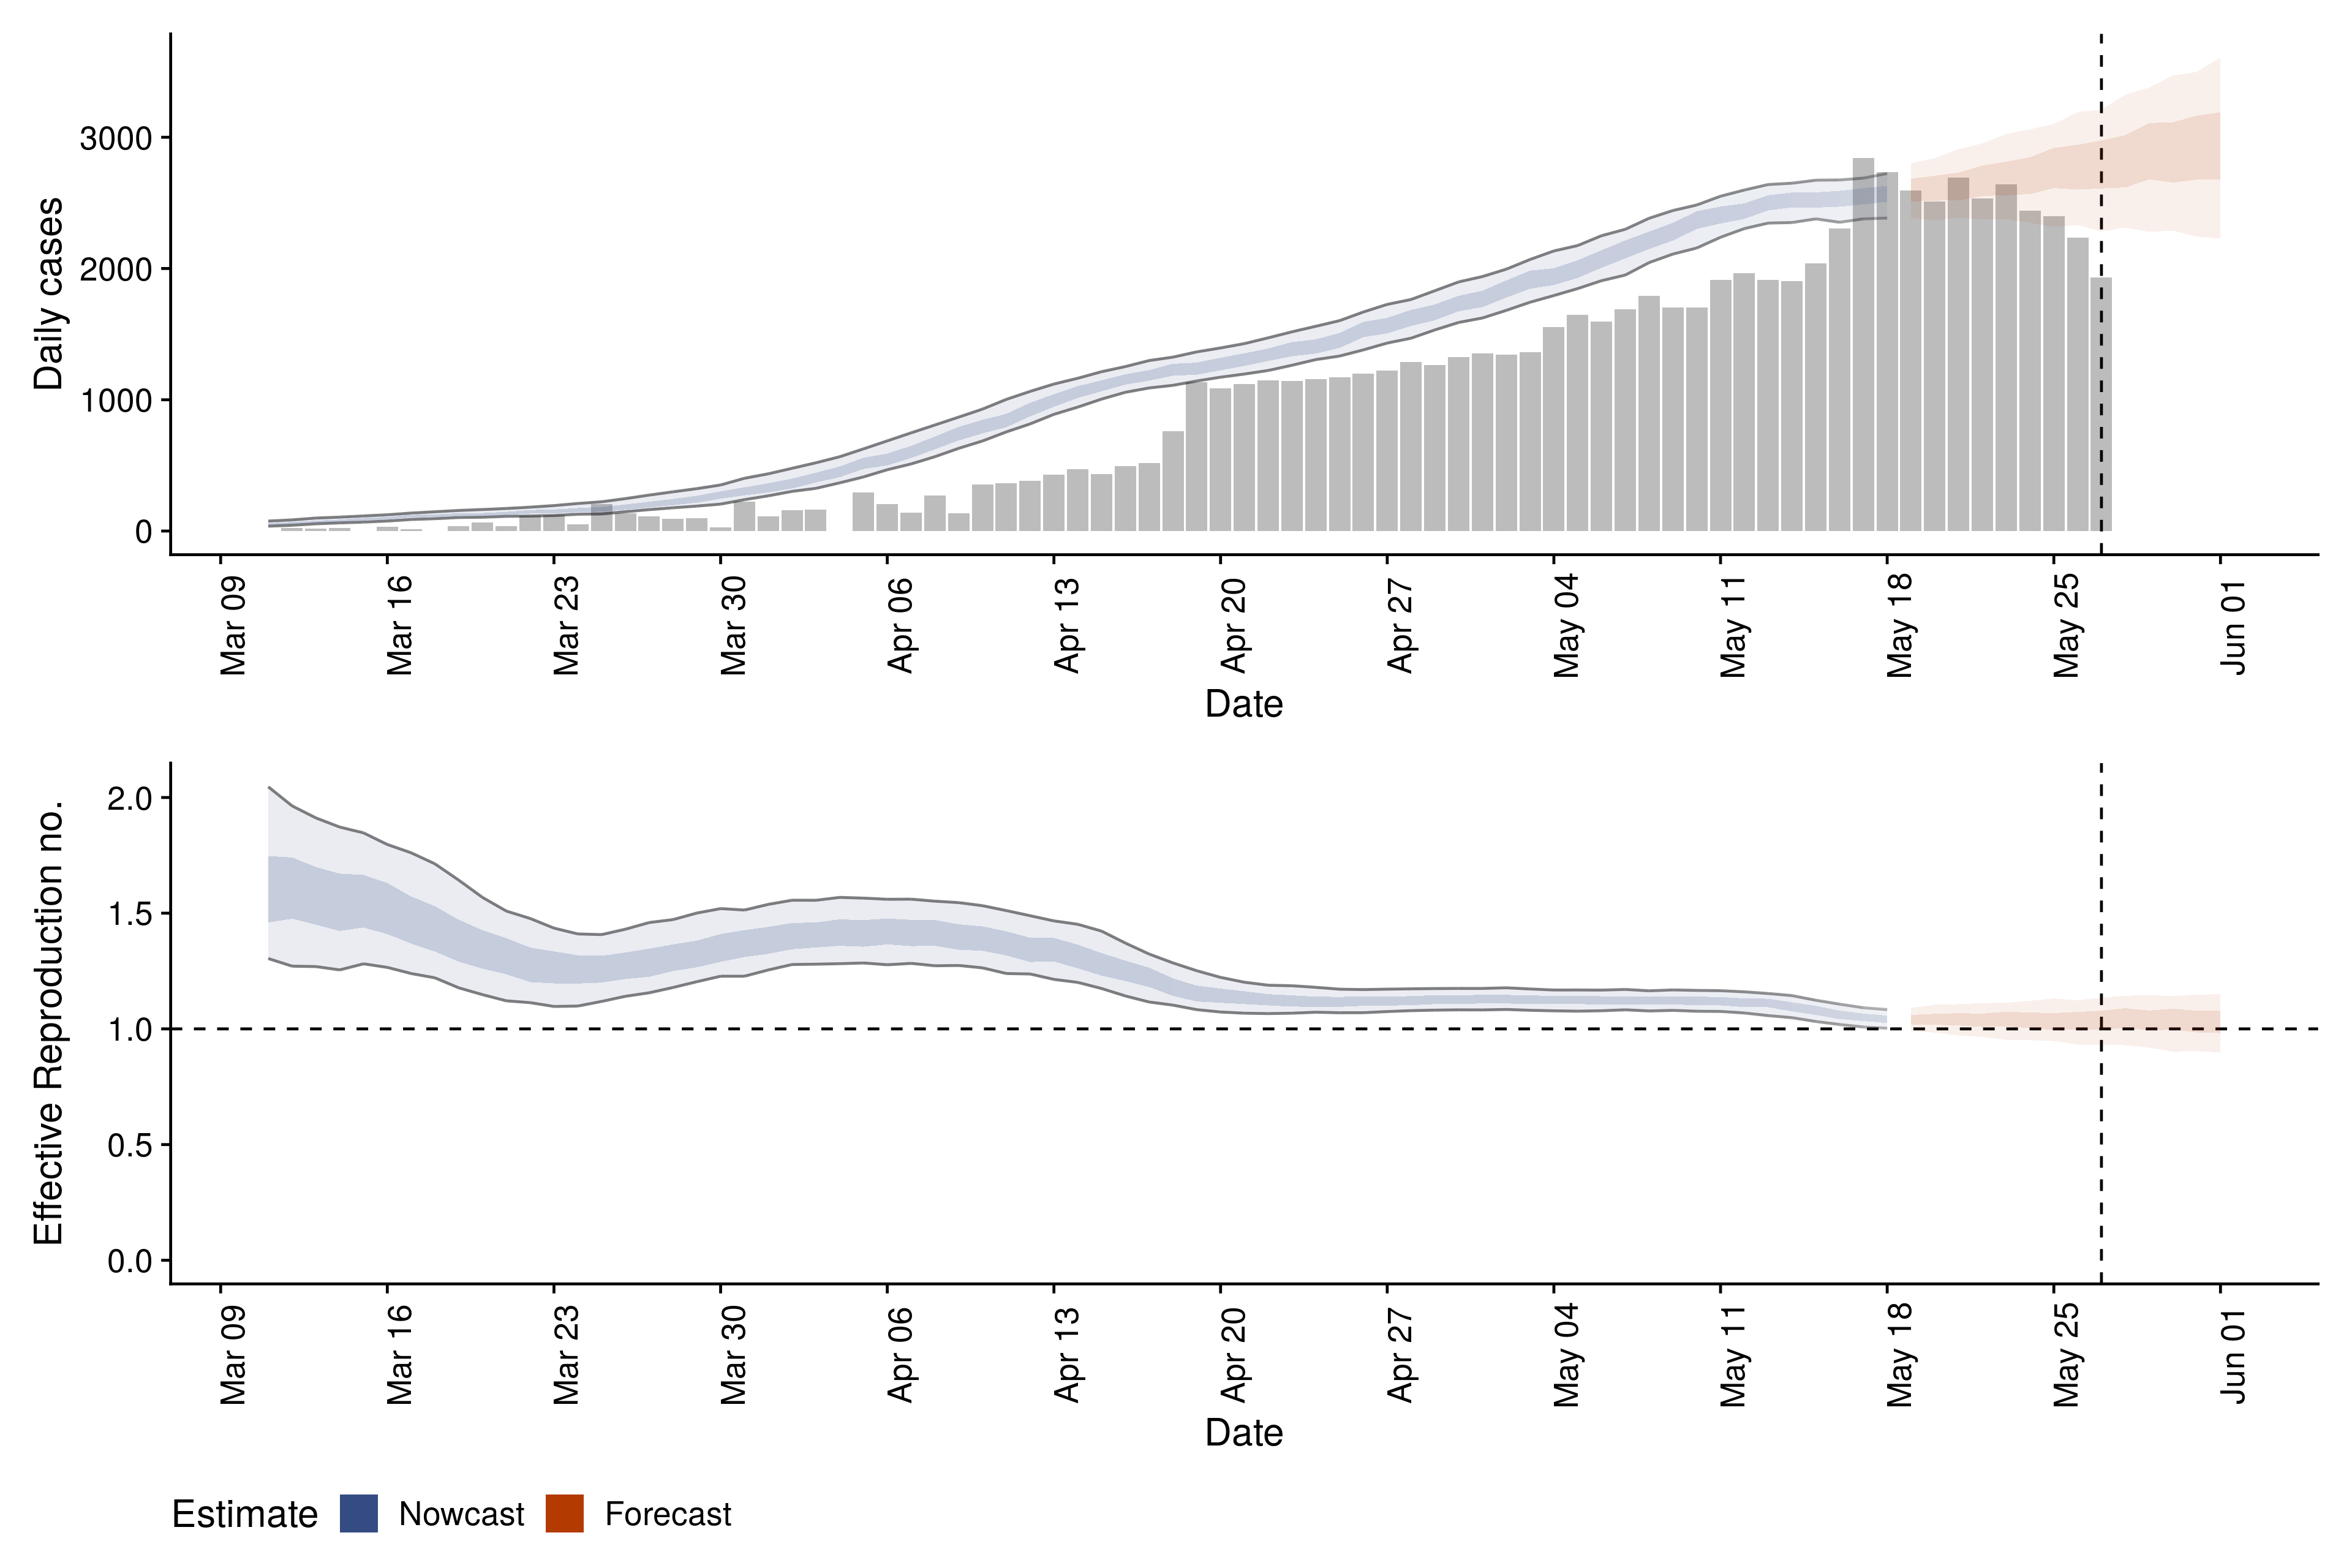 Daily cases
3000
2000
1000
0
Mar 09
Mar 16
Mar 23
Mar 30
Apr 06
Apr 13
Apr 20
Apr 27
May 04
May 11
May 18
May 25
Jun 01
Date
Effective Reproduction no.
2.0
1.5
1.0
0.5
0.0
Mar 09
Mar 16
Mar 23
Mar 30
Apr 06
Apr 13
Apr 20
Apr 27
May 04
May 11
May 18
May 25
Jun 01
Date
Estimate Nowcast Forecast